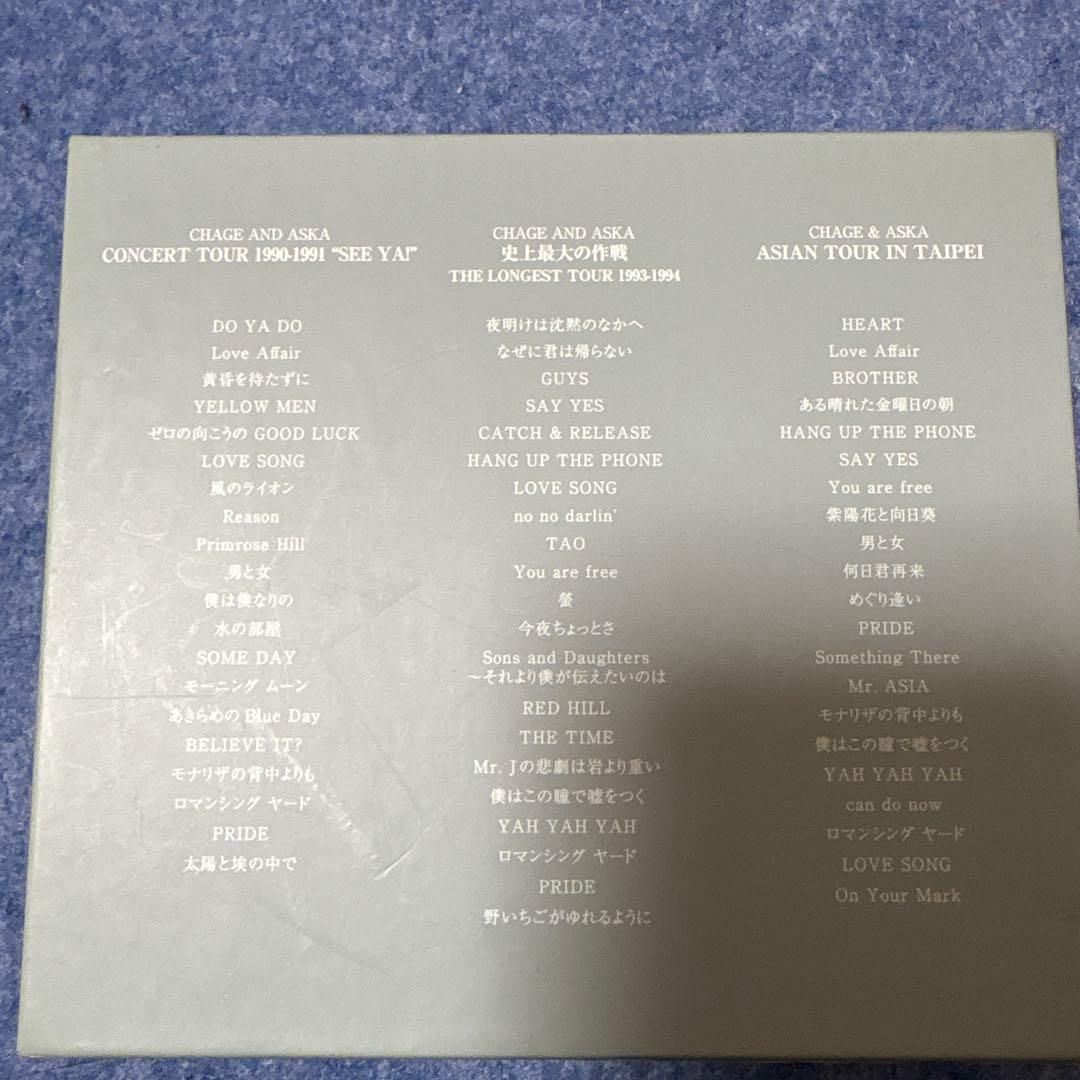 CHAGE AND ASKA
CONCERT TOUR 1990-1991 “SEE YA!”
DO YA DO
Love Affair
黄昏を待たずに
YELLOW MEN
ゼロの向こうの GOOD LUCK
LOVE SONG
風のライオン
Reason
Primrose Hill
男と女
僕は僕なりの
水の部屋
SOME DAY
モーニング ムーン
あきらめの Blue Day
BELIEVE IT?
モナリザの背中よりも
ロマンシング ヤード
PRIDE
太陽と埃の中で
CHAGE AND ASKA
史上最大の作戦
THE LONGEST TOUR 1993-1994
夜明けは沈黙のなかへ
なぜに君は帰らない
GUYS
SAY YES
CATCH & RELEASE
HANG UP THE PHONE
LOVE SONG
no no darlin'
TAO
You are free
螢
今夜ちょっとさ
Sons and Daughters
～それより僕が伝えたいのは
RED HILL
THE TIME
Mr. Jの悲劇は岩より重い
僕はこの瞳で嘘をつく
YAH YAH YAH
ロマンシング ヤード
PRIDE
野いちごがゆれるように
CHAGE & ASKA
ASIAN TOUR IN TAIPEI
HEART
Love Affair
BROTHER
ある晴れた金曜日の朝
HANG UP THE PHONE
SAY YES
You are free
紫陽花と向日葵
男と女
何日君再来
めぐり逢い
PRIDE
Something There
Mr. ASIA
モナリザの背中よりも
僕はこの瞳で嘘をつく
YAH YAH YAH
can do now
ロマンシング ヤード
LOVE SONG
On Your Mark